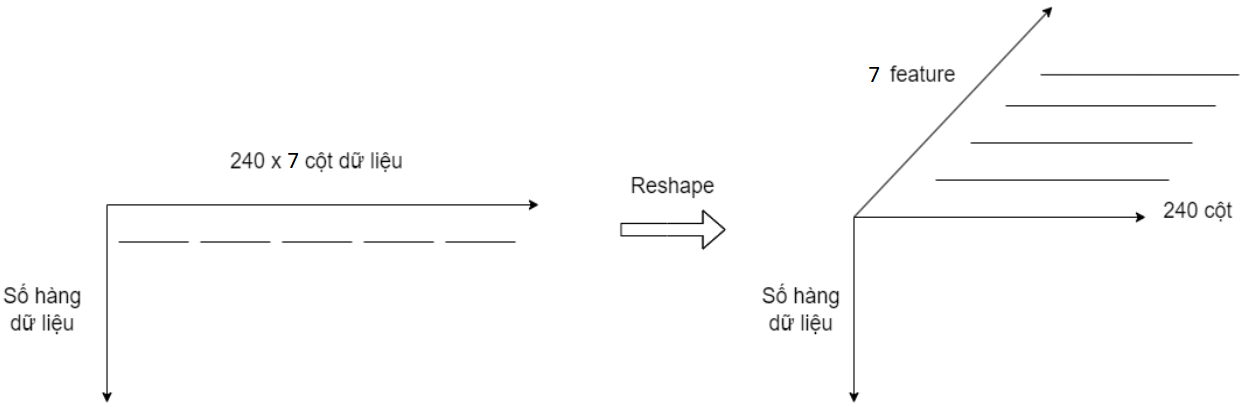 240 x 7 cột dữ liệu
Số hàng
dữ liệu
Reshape
7 feature
240 cột
Số hàng
dữ liệu